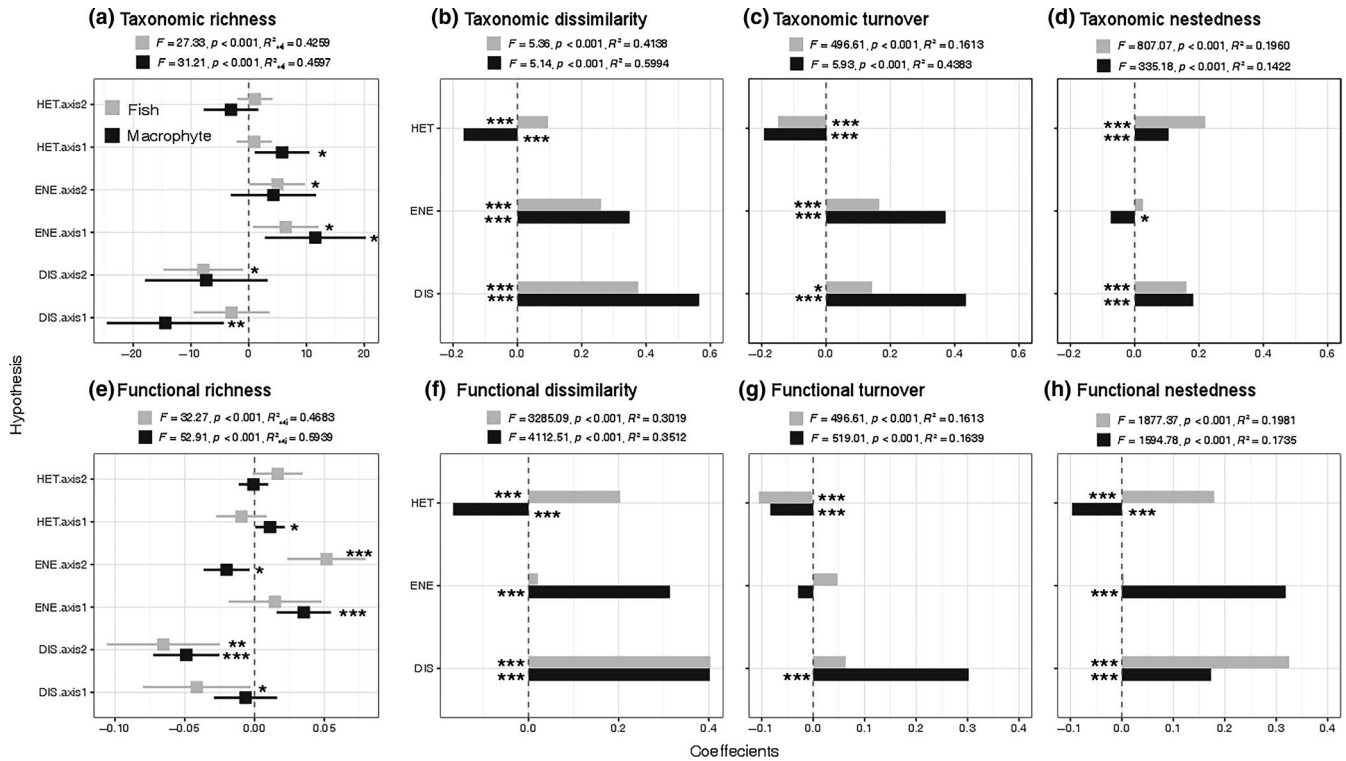 (a) Taxonomic richness
F = 27.33, p < 0.001, R²adj = 0.4259
F = 31.21, p < 0.001, R²adj = 0.4597
Fish
Macrophyte
HET.axis2
HET.axis1
*
ENE.axis2
*
ENE.axis1
*
*
DIS.axis2
*
DIS.axis1
**
−20 −10 0 10 20
(b) Taxonomic dissimilarity
F = 5.36, p < 0.001, R² = 0.4138
F = 5.14, p < 0.001, R² = 0.5994
HET
***
***
ENE
***
***
DIS
***
***
−0.2 0.0 0.2 0.4 0.6
(c) Taxonomic turnover
F = 496.61, p < 0.001, R² = 0.1613
F = 5.93, p < 0.001, R² = 0.4383
***
***
***
***
*
***
−0.2 0.0 0.2 0.4 0.6
(d) Taxonomic nestedness
F = 807.07, p < 0.001, R² = 0.1960
F = 335.18, p < 0.001, R² = 0.1422
***
***
*
***
***
−0.2 0.0 0.2 0.4 0.6
Hypothesis
(e) Functional richness
F = 32.27, p < 0.001, R²adj = 0.4683
F = 52.91, p < 0.001, R²adj = 0.5939
HET.axis2
HET.axis1
*
ENE.axis2
***
*
ENE.axis1
***
DIS.axis2
**
***
DIS.axis1
*
−0.10 −0.05 0.00 0.05
(f) Functional dissimilarity
F = 3285.09, p < 0.001, R² = 0.3019
F = 4112.51, p < 0.001, R² = 0.3512
HET
***
***
ENE
***
DIS
***
***
0.0 0.2 0.4
(g) Functional turnover
F = 496.61, p < 0.001, R² = 0.1613
F = 519.01, p < 0.001, R² = 0.1639
***
***
***
−0.1 0.0 0.1 0.2 0.3 0.4
(h) Functional nestedness
F = 1877.37, p < 0.001, R² = 0.1981
F = 1594.78, p < 0.001, R² = 0.1735
***
***
***
***
***
−0.1 0.0 0.1 0.2 0.3 0.4
Coeffecients